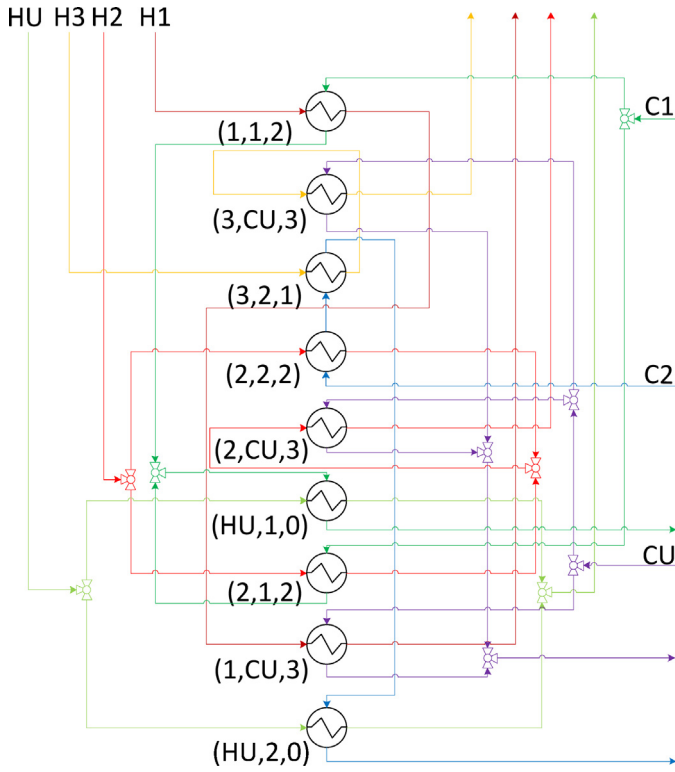 HU H3 H2 H1
C1
(1,1,2)
(3,CU,3)
(3,2,1)
(2,2,2)
C2
(2,CU,3)
(HU,1,0)
CU
(2,1,2)
(1,CU,3)
(HU,2,0)